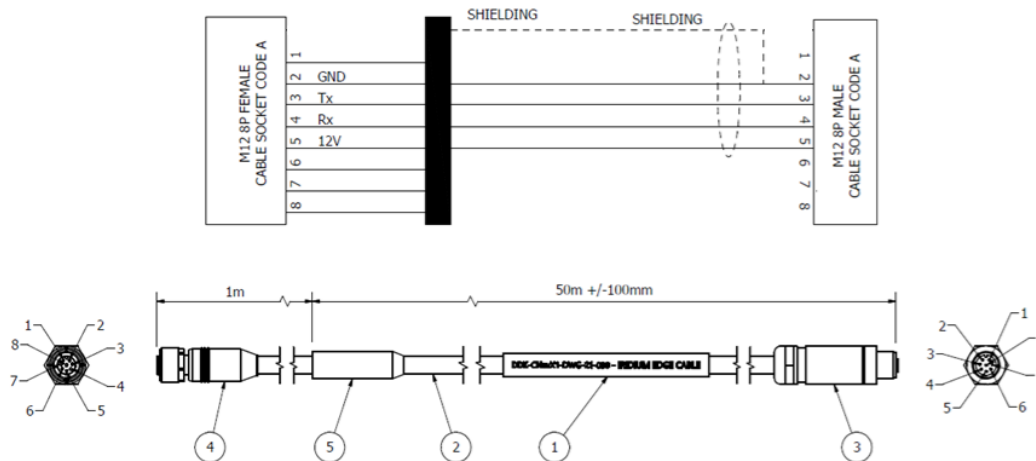 SHIELDING
SHIELDING
M12 8P FEMALE
CABLE SOCKET CODE A
1
2
3
4
5
6
7
8
GND
Tx
Rx
12V
1
2
3
4
5
6
7
8
M12 8P MALE
CABLE SOCKET CODE A
1m
50m +/-100mm
1
2
8
3
7
4
6
5
IRIDIUM EDGE CABLE
1
2
3
4
5
6
4
5
2
1
3